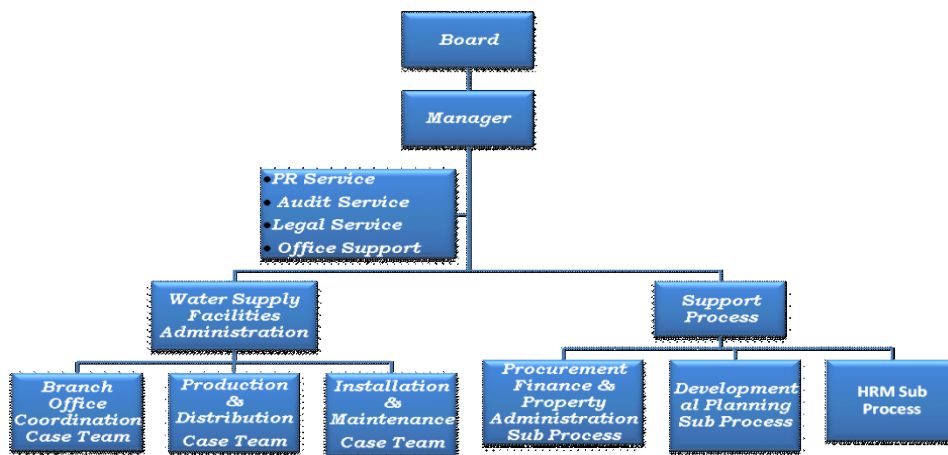 Board
Manager
•PR Service
• Audit Service
•Legal Service
• Office Support
Water Supply
Facilities
Administration
Support
Process
Branch
Office
Coordination
Case Team
Production
&
Distribution
Case Team
Installation
&
Maintenance
Case Team
Procurement
Finance &
Property
Administration
Sub Process
Development
al Planning
Sub Process
HRM Sub
Process